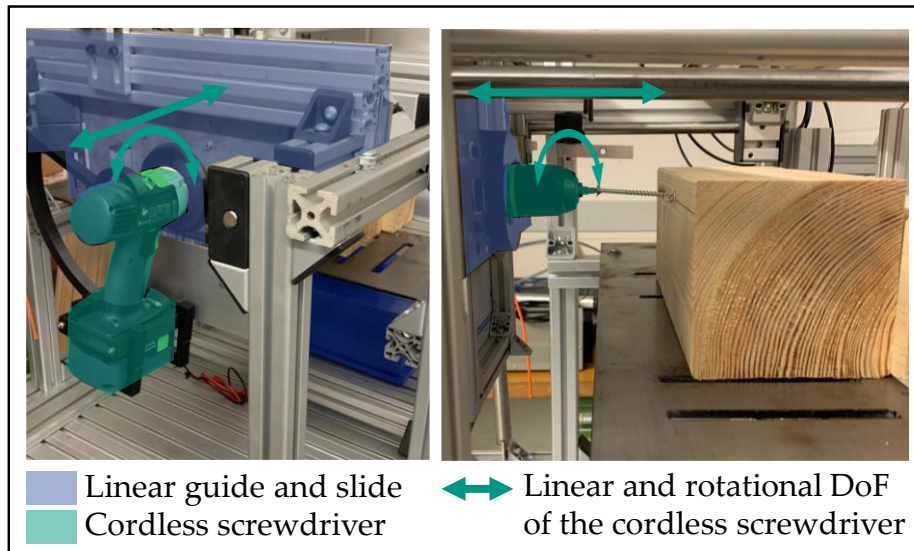 Linear guide and slide
Cordless screwdriver
Linear and rotational DoF
of the cordless screwdriver